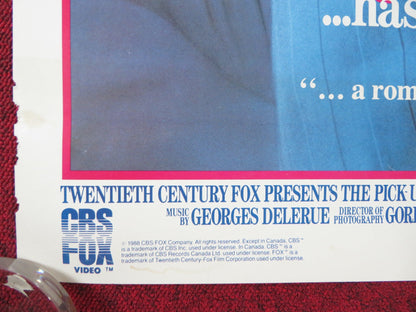 ...has
“... a rom
TWENTIETH CENTURY FOX PRESENTS THE PICK U
MUSIC BY GEORGES DELERUE DIRECTOR OF PHOTOGRAPHY GOR
CBS
FOX
VIDEO ™
© 1988 CBS FOX Company. All rights reserved. Except in Canada, CBS™
is a trademark of CBS Inc. used under license. In Canada, CBS™ is a
trademark of CBS Records Canada Ltd. used under license. FOX™ is a
trademark of Twentieth Century-Fox Film Corporation used under license.